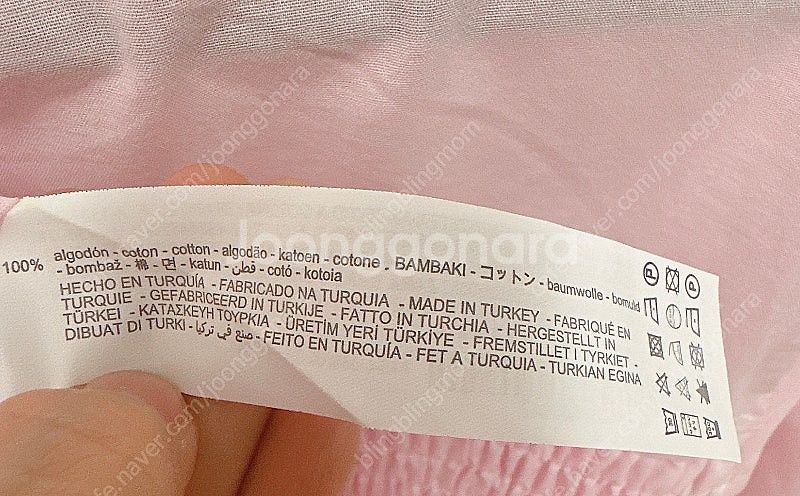 100% algodón - coton - cotton - algodão - katoen - cotone . BAMBAKI - コットン - baumwolle - bomuld
- bombaž - 棉 - 면 - katun - قطن - cotó - kotoia
HECHO EN TURQUÍA - FABRICADO NA TURQUIA - MADE IN TURKEY - FABRIQUÉ EN
TURQUIE - GEFABRICEERD IN TURKIJE - FATTO IN TURCHIA - HERGESTELLT IN
TÜRKEI - ΚΑΤΑΣΚΕΥΗ ΤΟΥΡΚΙΑ - ÜRETİM YERİ TÜRKİYE - FREMSTILLET I TYRKIET -
DIBUAT DI TURKI - صنع في تركيا - FEITO EN TURQUÍA - FET A TURQUIA - TURKIAN EGINA
joonggonara